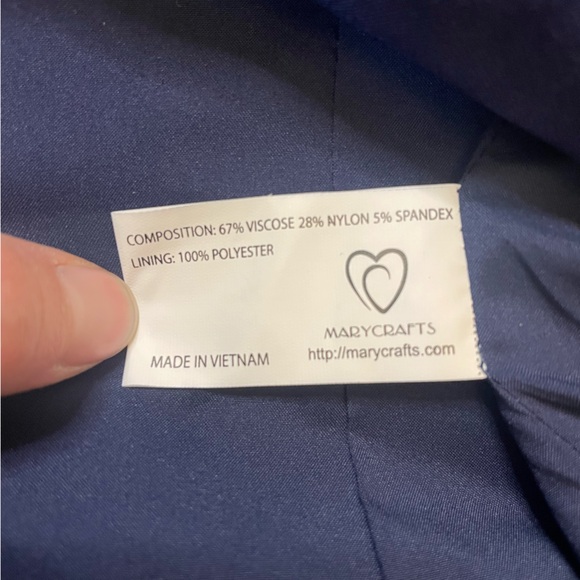 COMPOSITION: 67% VISCOSE 28% NYLON 5% SPANDEX
LINING: 100% POLYESTER
MARYCRAFTS
MADE IN VIETNAM
http://marycrafts.com